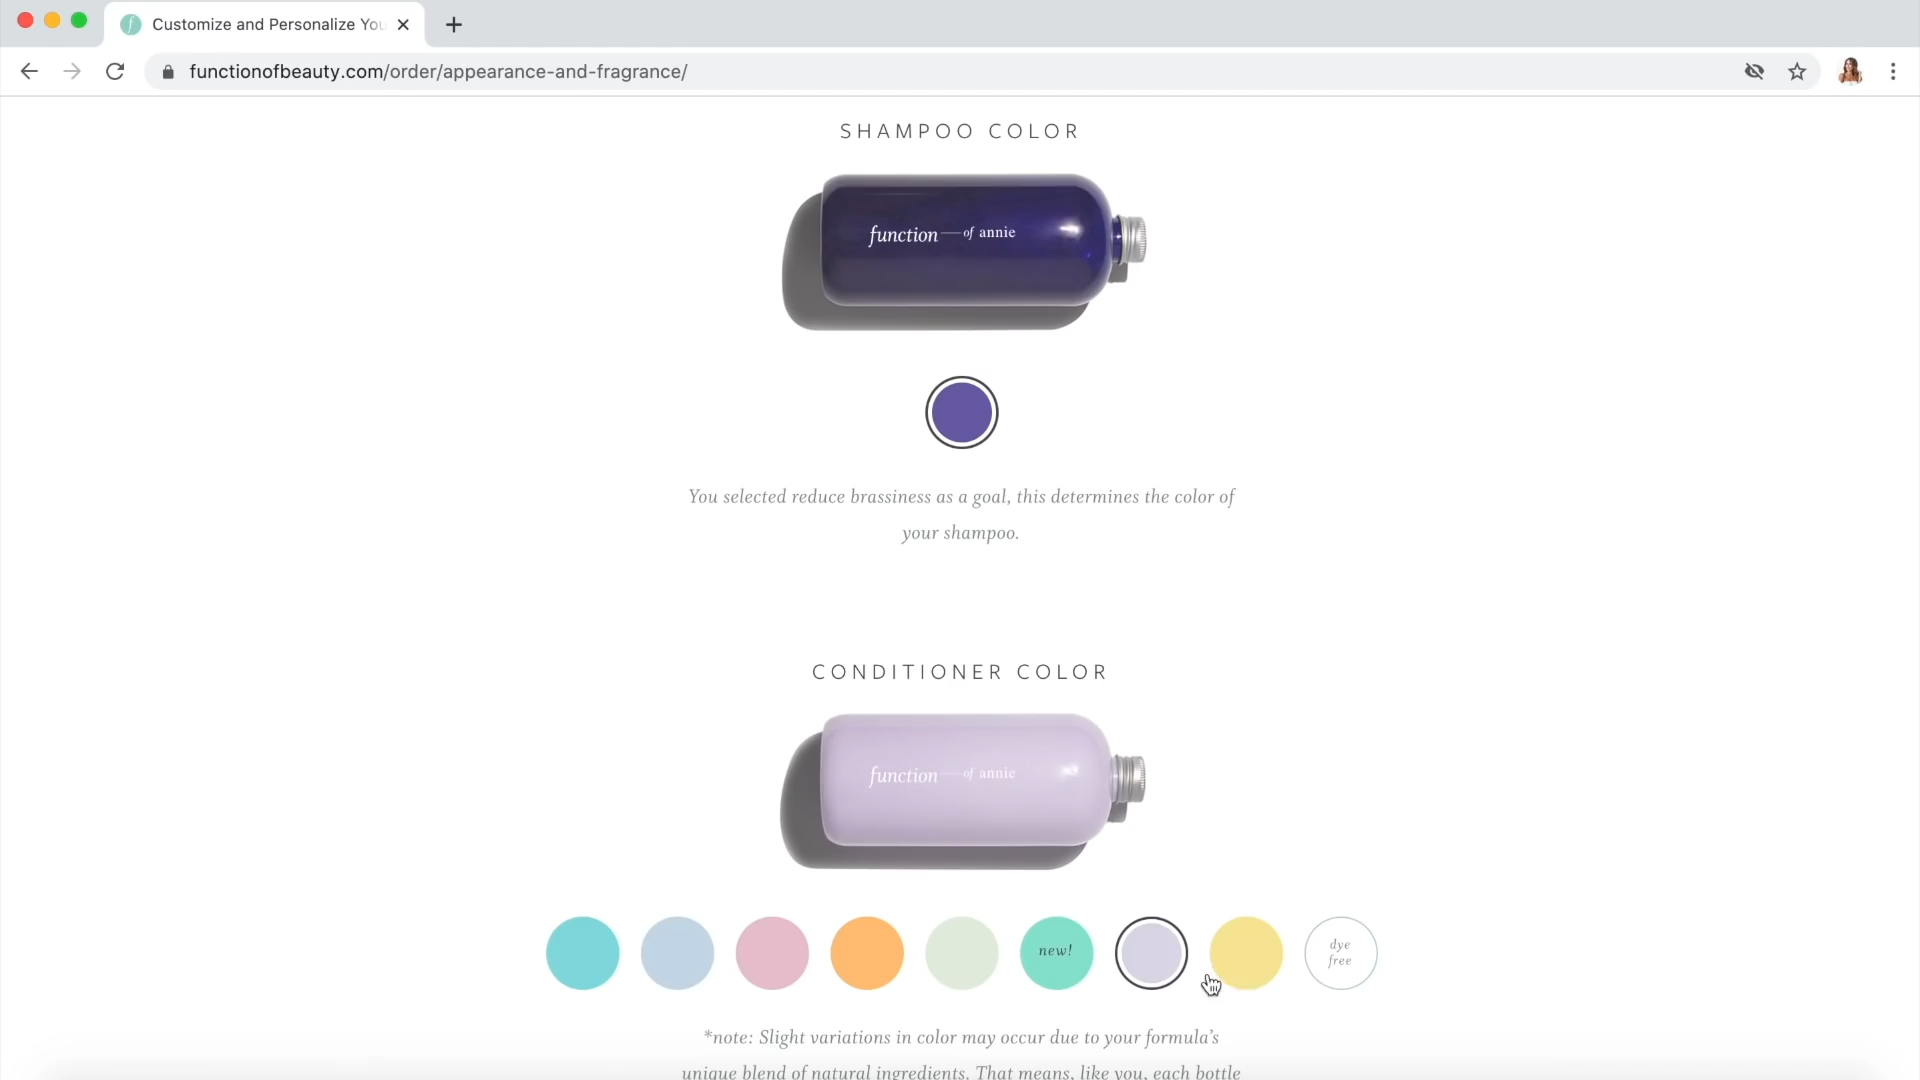 Customize and Personalize You
functionofbeauty.com/order/appearance-and-fragrance/
SHAMPOO COLOR
function — of annie
You selected reduce brassiness as a goal, this determines the color of
your shampoo.
CONDITIONER COLOR
function — of annie
new!
dye
free
*note: Slight variations in color may occur due to your formula’s
unique blend of natural ingredients. That means, like you, each bottle